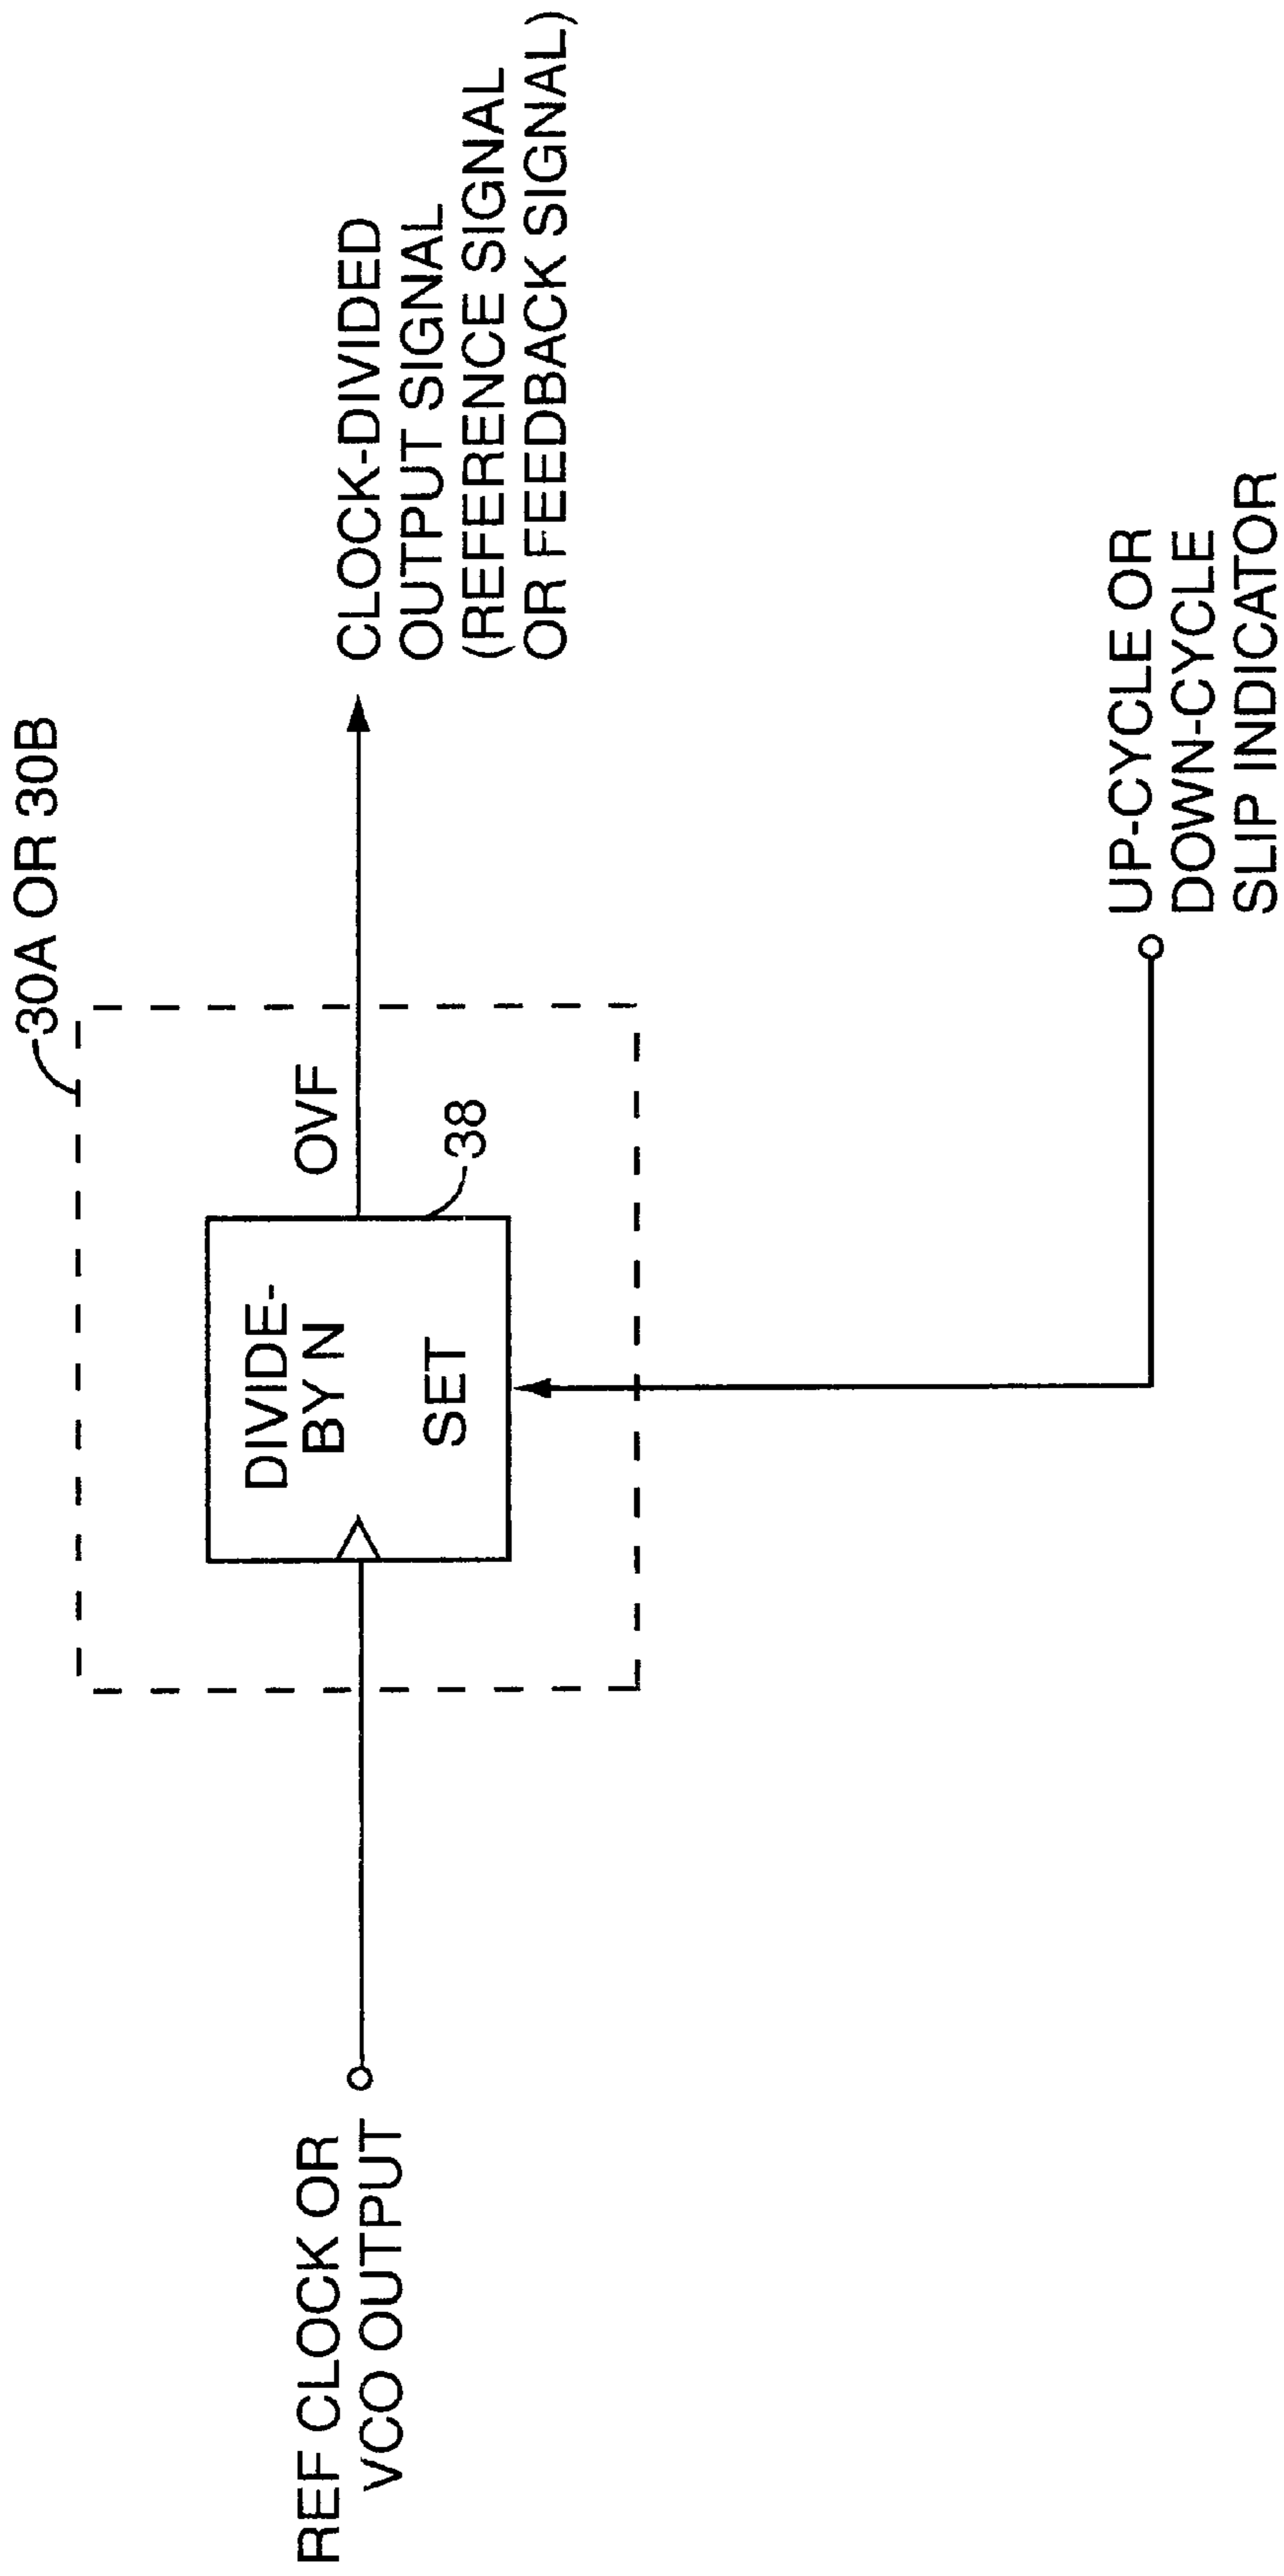 30A OR 30B
DIVIDE-
BY N
SET
OVF
38
CLOCK-DIVIDED
OUTPUT SIGNAL
(REFERENCE SIGNAL
OR FEEDBACK SIGNAL)
REF CLOCK OR
VCO OUTPUT
UP-CYCLE OR
DOWN-CYCLE
SLIP INDICATOR